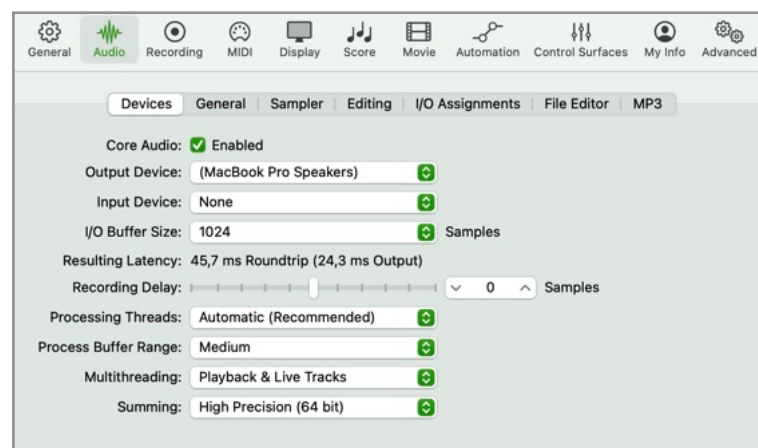 General Audio Recording MIDI Display Score Movie Automation Control Surfaces My Info Advanced
Devices General Sampler Editing I/O Assignments File Editor MP3
Core Audio: Enabled
Output Device: (MacBook Pro Speakers)
Input Device: None
I/O Buffer Size: 1024 Samples
Resulting Latency: 45,7 ms Roundtrip (24,3 ms Output)
Recording Delay: 0 Samples
Processing Threads: Automatic (Recommended)
Process Buffer Range: Medium
Multithreading: Playback & Live Tracks
Summing: High Precision (64 bit)